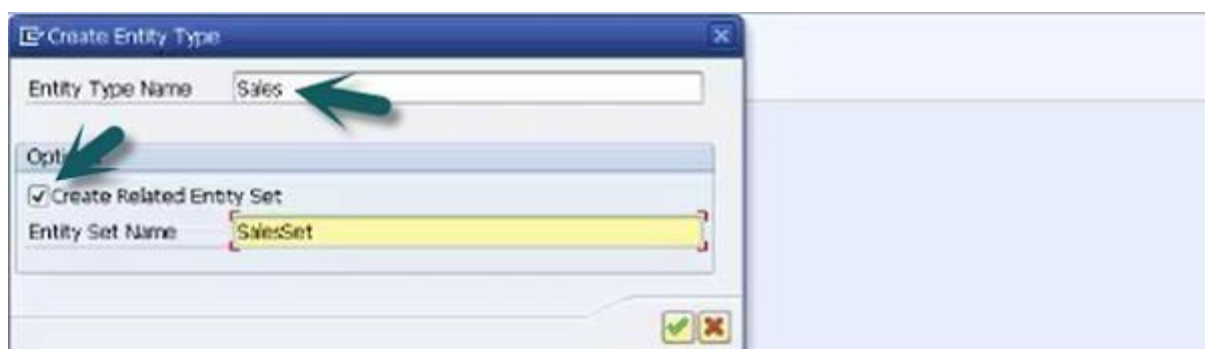 Create Entity Type
Entity Type Name Sales
Create Related Entity Set
Entity Set Name SalesSet